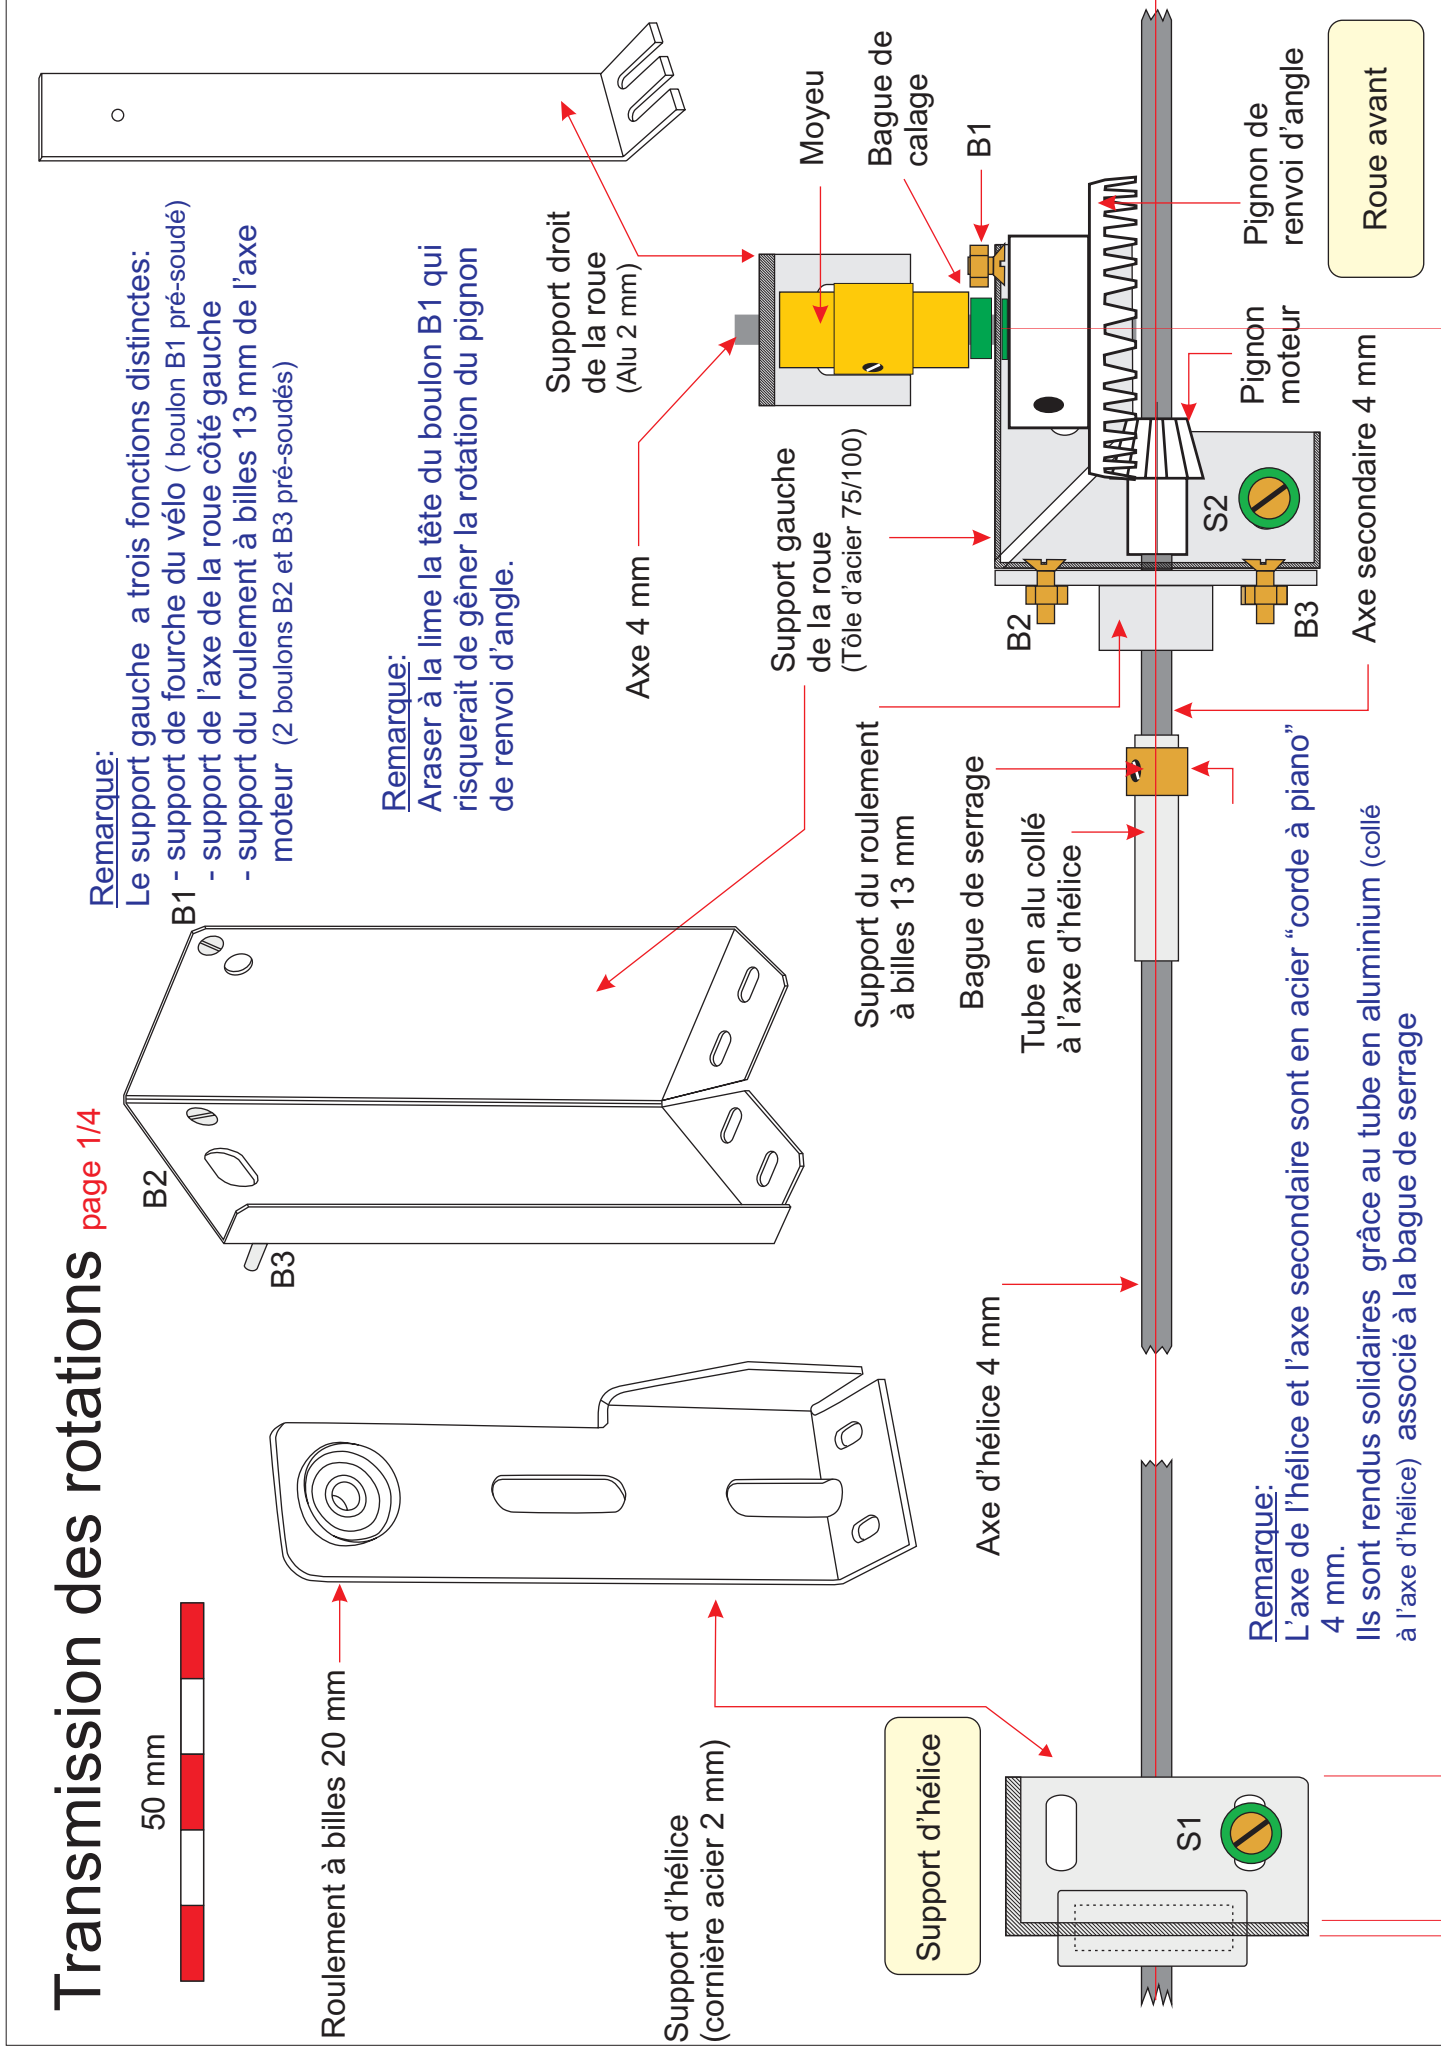 Transmission des rotations page 1/4
50 mm
Roulement à billes 20 mm
Support d'hélice
(cornière acier 2 mm)
Support d'hélice
S1
B3
B2
B1
Remarque:
Le support gauche a trois fonctions distinctes:
- support de fourche du vélo ( boulon B1 pré-soudé)
- support de l'axe de la roue côté gauche
- support du roulement à billes 13 mm de l'axe
moteur (2 boulons B2 et B3 pré-soudés)
Remarque:
Araser à la lime la tête du boulon B1 qui
risquerait de gêner la rotation du pignon
de renvoi d'angle.
Support droit
de la roue
(Alu 2 mm)
Axe 4 mm
Moyeu
Bague de
calage
B1
Support gauche
de la roue
(Tôle d'acier 75/100)
Support du roulement
à billes 13 mm
Bague de serrage
Tube en alu collé
à l'axe d'hélice
Axe d'hélice 4 mm
B2
B3
S2
Pignon
moteur
Pignon de
renvoi d'angle
Axe secondaire 4 mm
Roue avant
Remarque:
L'axe de l'hélice et l'axe secondaire sont en acier “corde à piano”
4 mm.
Ils sont rendus solidaires grâce au tube en aluminium (collé
à l'axe d'hélice) associé à la bague de serrage